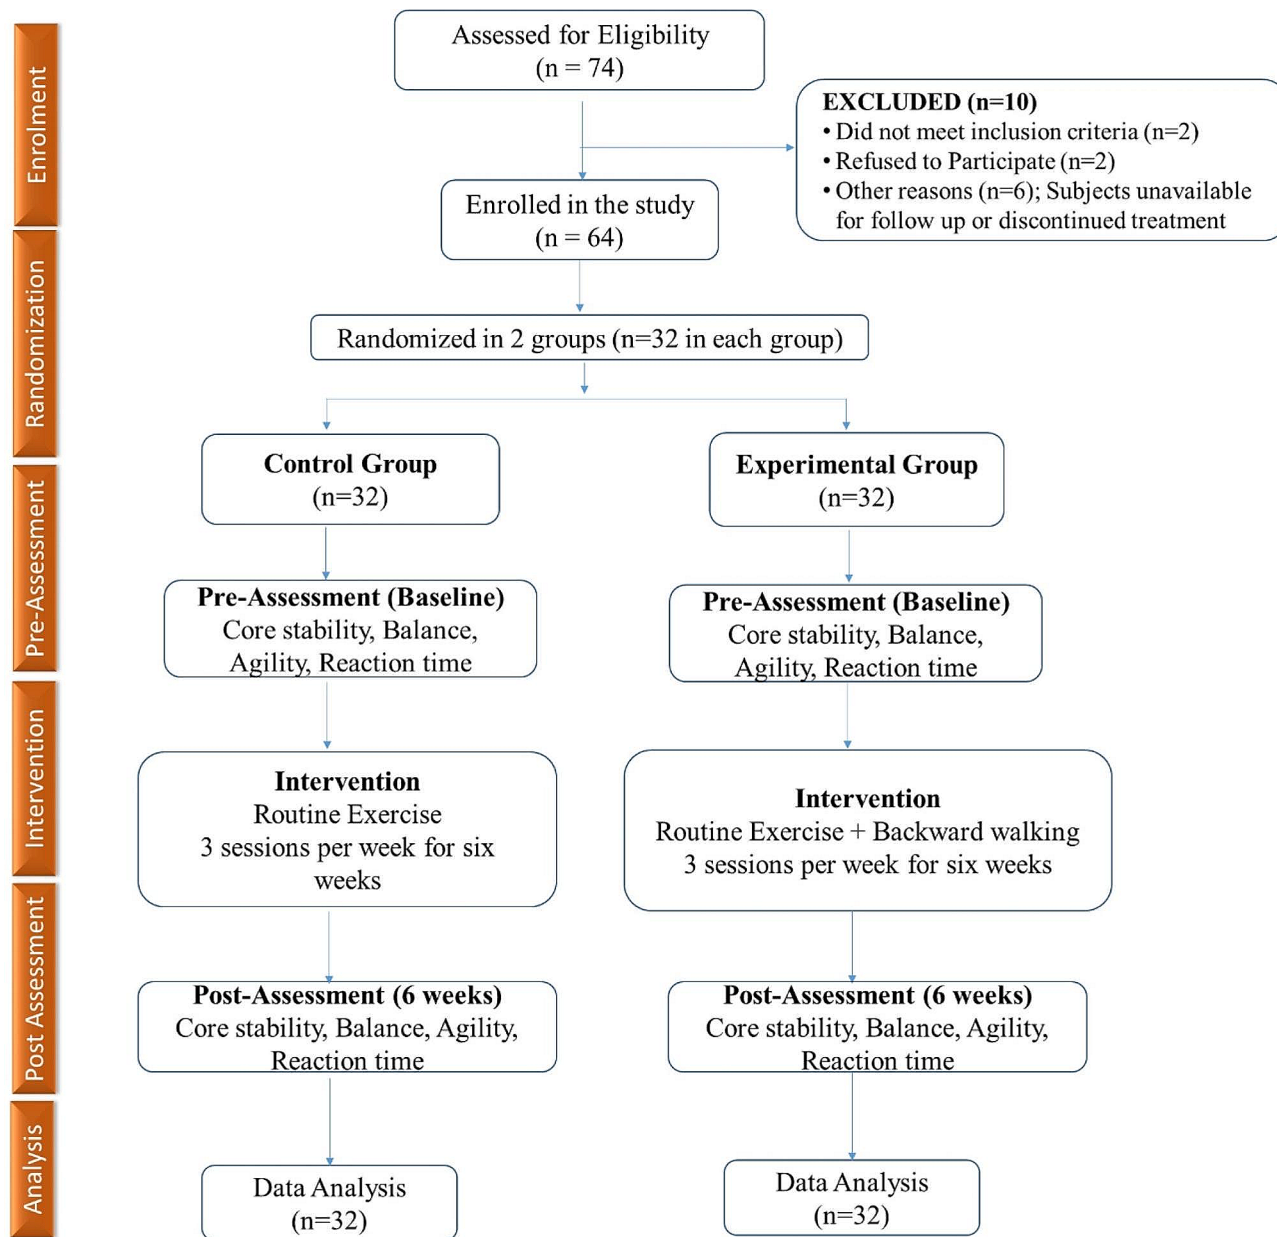 Enrolment
Assessed for Eligibility
(n = 74)
EXCLUDED (n=10)
• Did not meet inclusion criteria (n=2)
• Refused to Participate (n=2)
• Other reasons (n=6); Subjects unavailable
for follow up or discontinued treatment
Enrolled in the study
(n = 64)
Randomization
Randomized in 2 groups (n=32 in each group)
Control Group
(n=32)
Experimental Group
(n=32)
Pre-Assessment
Pre-Assessment (Baseline)
Core stability, Balance,
Agility, Reaction time
Pre-Assessment (Baseline)
Core stability, Balance,
Agility, Reaction time
Intervention
Intervention
Routine Exercise
3 sessions per week for six
weeks
Intervention
Routine Exercise + Backward walking
3 sessions per week for six weeks
Post Assessment
Post-Assessment (6 weeks)
Core stability, Balance, Agility,
Reaction time
Post-Assessment (6 weeks)
Core stability, Balance, Agility,
Reaction time
Analysis
Data Analysis
(n=32)
Data Analysis
(n=32)